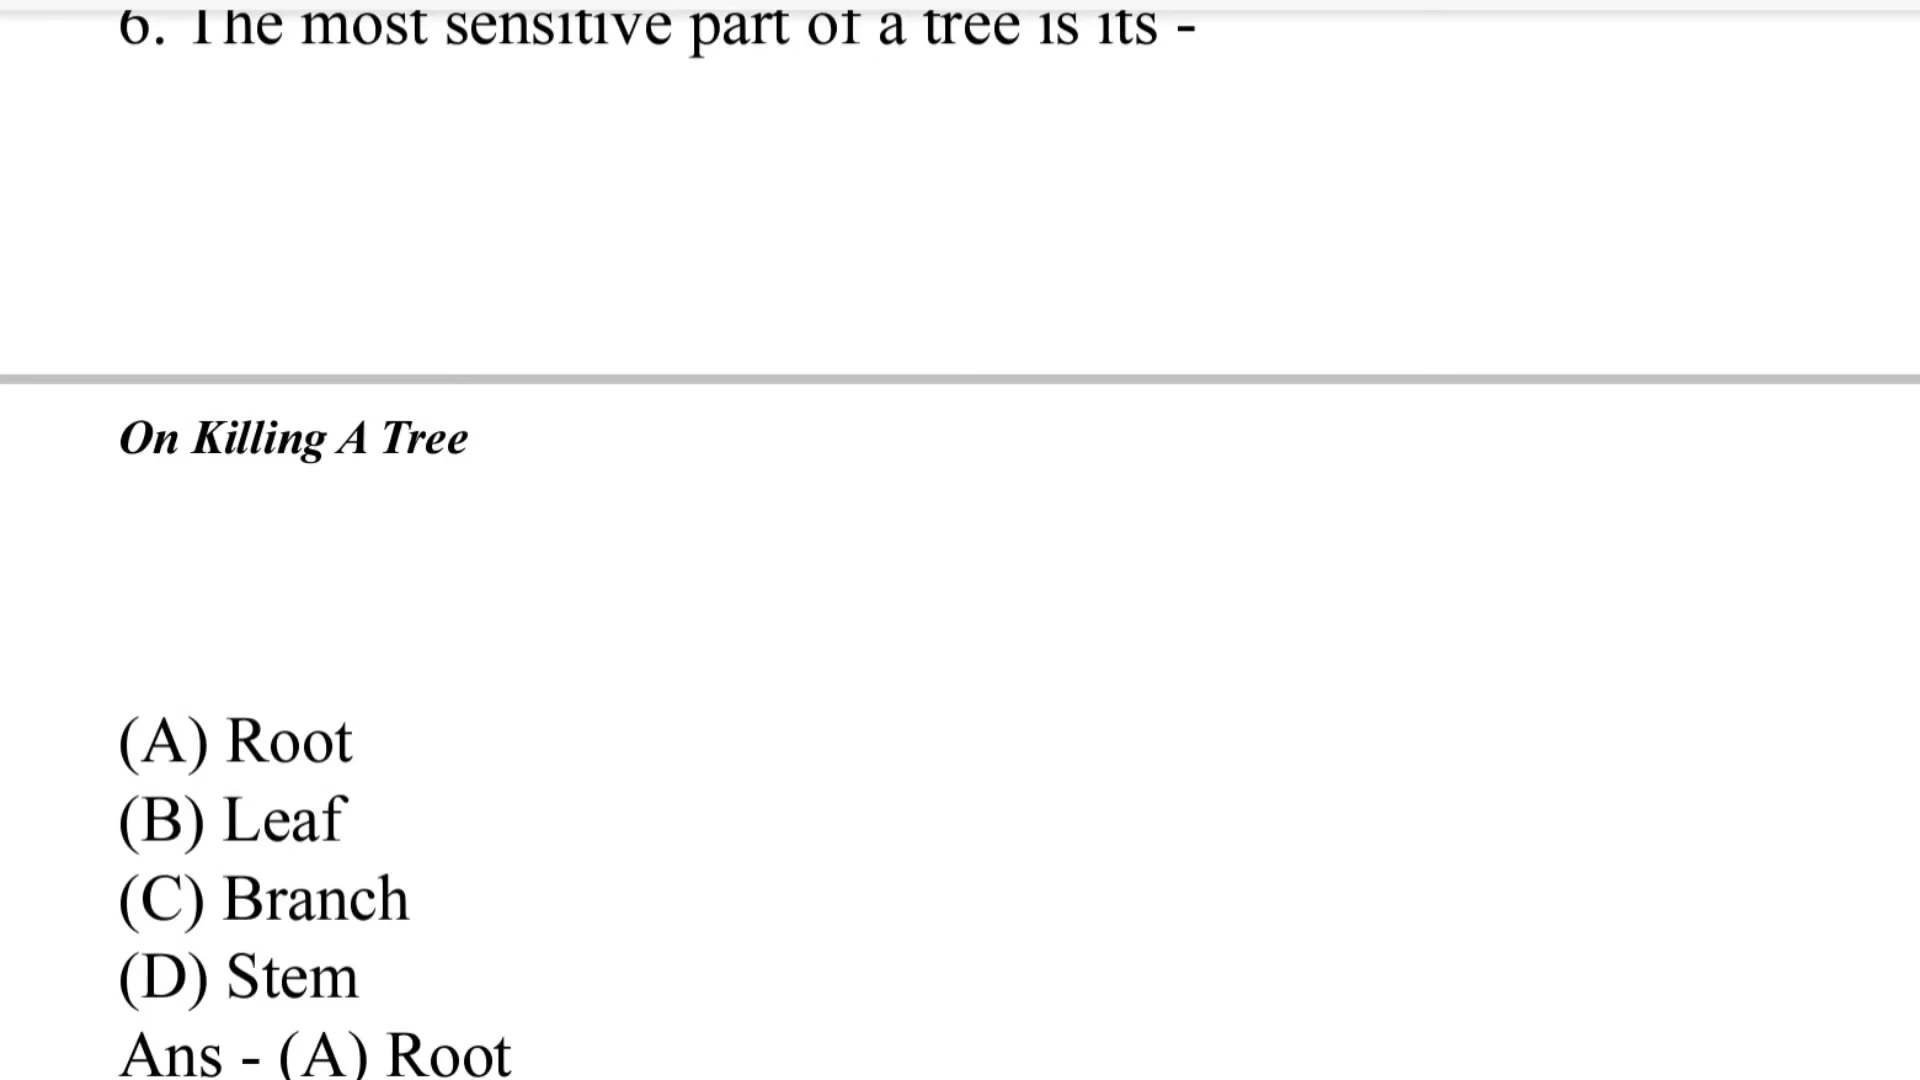 6. The most sensitive part of a tree is its -
On Killing A Tree
(A) Root
(B) Leaf
(C) Branch
(D) Stem
Ans - (A) Root